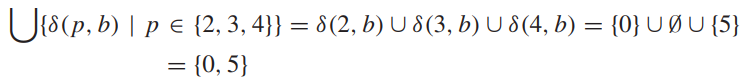 ⋃{δ(p, b) | p ∈ {2, 3, 4}} = δ(2, b) ∪ δ(3, b) ∪ δ(4, b) = {0} ∪ Ø ∪ {5}
= {0, 5}